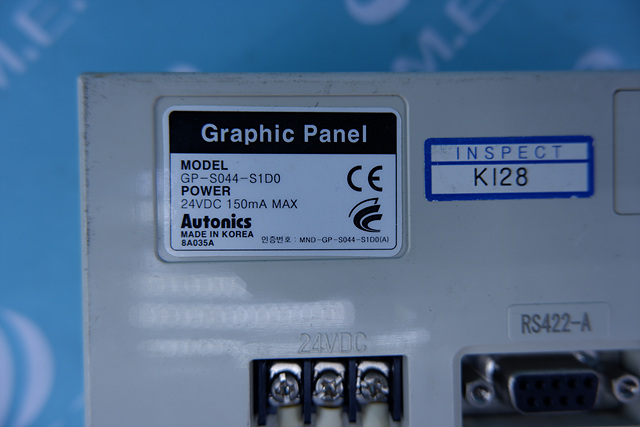 Graphic Panel
MODEL
GP-S044-S1D0
POWER
24VDC 150mA MAX
CE
Autonics
MADE IN KOREA
8A035A
인증번호 : MND-GP-S044-S1D0(A)
INSPECT
KI28
24VDC
RS422-A